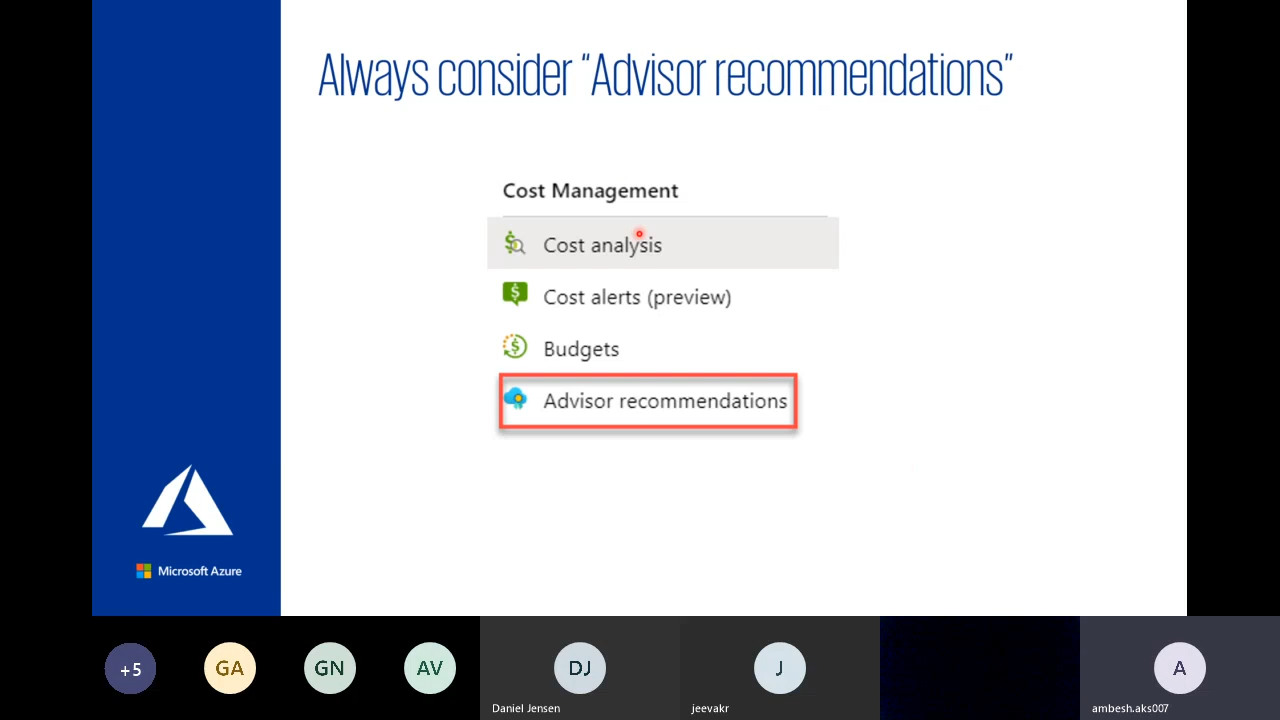 Always consider “Advisor recommendations”
Cost Management
Cost analysis
Cost alerts (preview)
Budgets
Advisor recommendations
Microsoft Azure
+5
GA
GN
AV
DJ
J
A
Daniel Jensen
jeevakr
ambesh.aks007